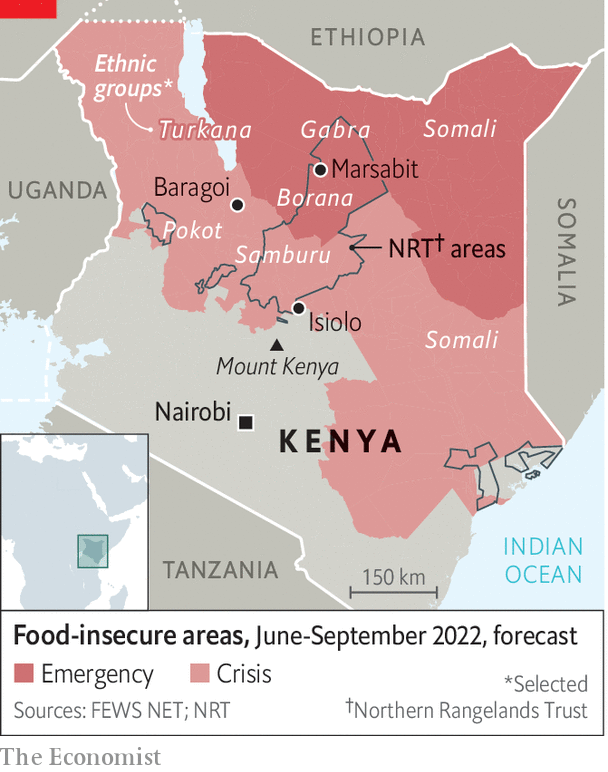 ETHIOPIA
Ethnic
groups*
Turkana
Gabra
Somali
Marsabit
UGANDA
Baragoi
Borana
SOMALIA
Pokot
Samburu
NRT† areas
Isiolo
Somali
Mount Kenya
Nairobi
KENYA
INDIAN
OCEAN
TANZANIA
150 km
Food-insecure areas, June-September 2022, forecast
Emergency
Crisis
*Selected
Sources: FEWS NET; NRT
†Northern Rangelands Trust
The Economist